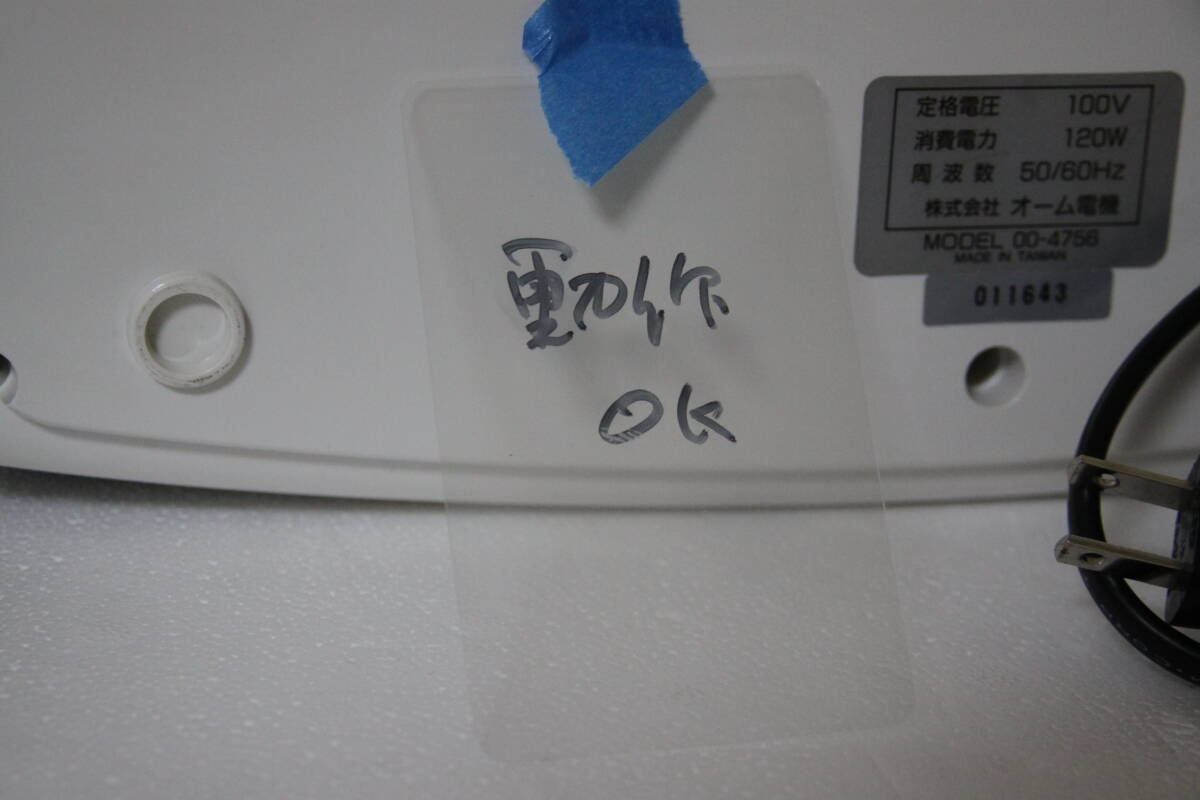 動作
OK
定格電圧 100V
消費電力 120W
周波数 50/60Hz
株式会社 オーム電機
MODEL 00-4756
MADE IN TAIWAN
011643